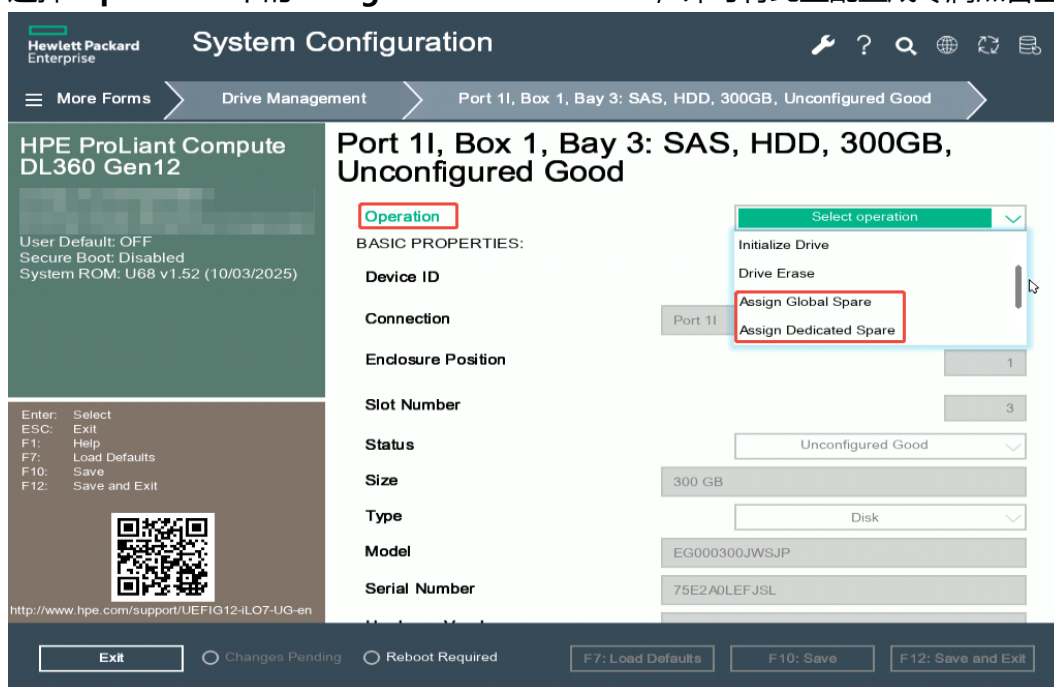 Hewlett Packard
Enterprise
System Configuration
?
More Forms
Drive Management
Port 1I, Box 1, Bay 3: SAS, HDD, 300GB, Unconfigured Good
HPE ProLiant Compute
DL360 Gen12
User Default: OFF
Secure Boot: Disabled
System ROM: U68 v1.52 (10/03/2025)
Enter: Select
ESC: Exit
F1: Help
F7: Load Defaults
F10: Save
F12: Save and Exit
http://www.hpe.com/support/UEFIG12-iLO7-UG-en
Port 1I, Box 1, Bay 3: SAS, HDD, 300GB,
Unconfigured Good
Operation
Select operation
BASIC PROPERTIES:
Initialize Drive
Drive Erase
Assign Global Spare
Assign Dedicated Spare
Device ID
Connection
Port 1I
Enclosure Position
1
Slot Number
3
Status
Unconfigured Good
Size
300 GB
Type
Disk
Model
EG000300JWSJP
Serial Number
75E2A0LEFJSL
Exit
Changes Pending
Reboot Required
F7: Load Defaults
F10: Save
F12: Save and Exit